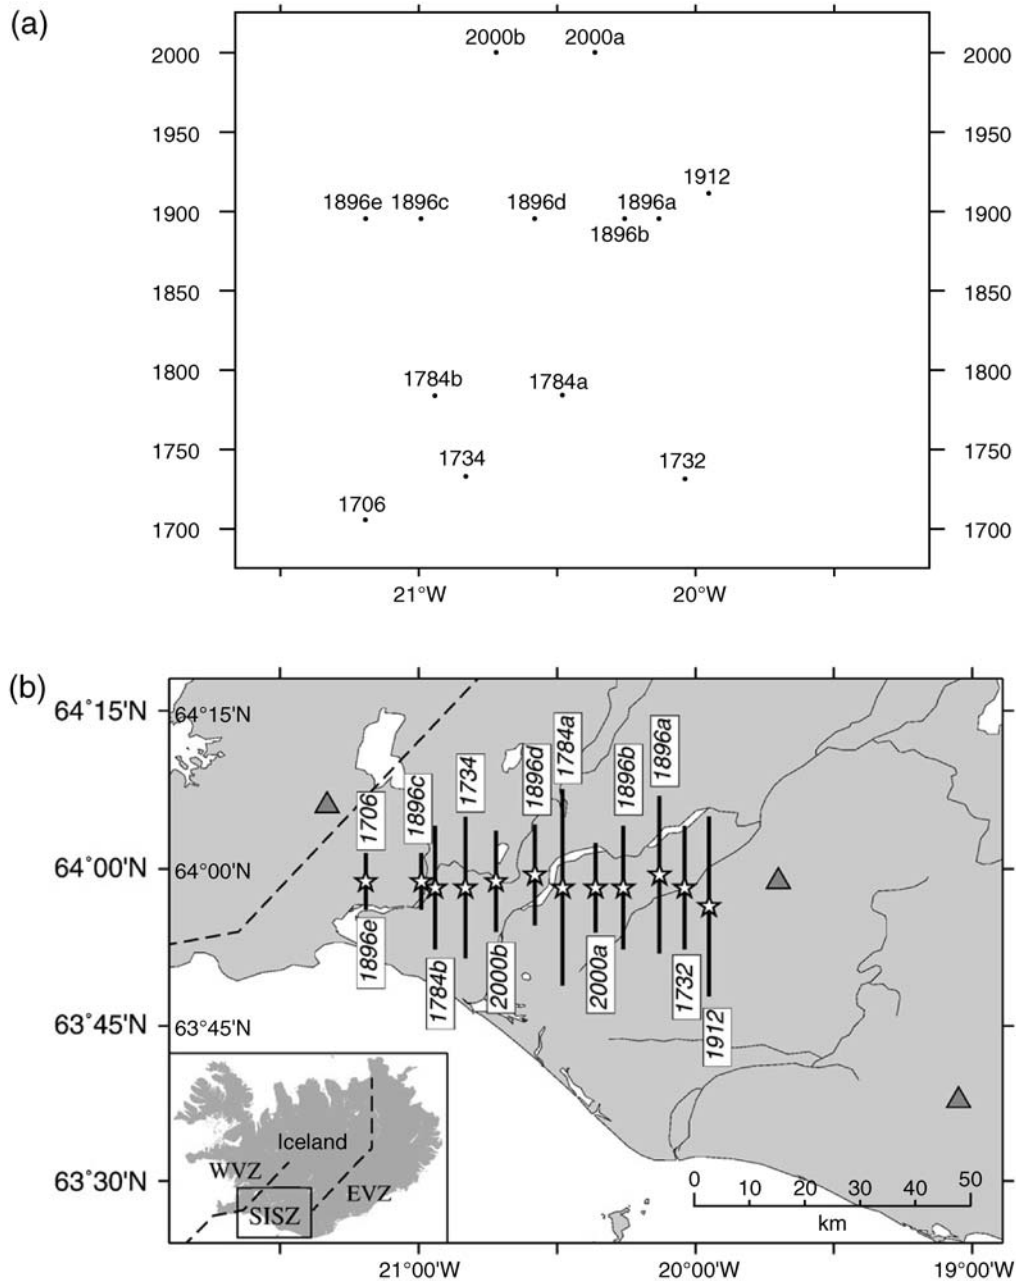 (a)
2000b 2000a
2000 2000
1950 1950
1912
1896e 1896c 1896d 1896a
1900 1900
1896b
1850 1850
1800 1800
1784b 1784a
1750 1750
1734 1732
1706
1700 1700
21°W 20°W
(b)
64°15'N 64°15'N
1784a
1896a
1896d
1896b
1734
1896c
1706
64°00'N 64°00'N
1896e
1784b
2000b
2000a
1732
1912
63°45'N 63°45'N
Iceland
WVZ
EVZ
SISZ
63°30'N
0 10 20 30 40 50
km
21°00'W 20°00'W 19°00'W